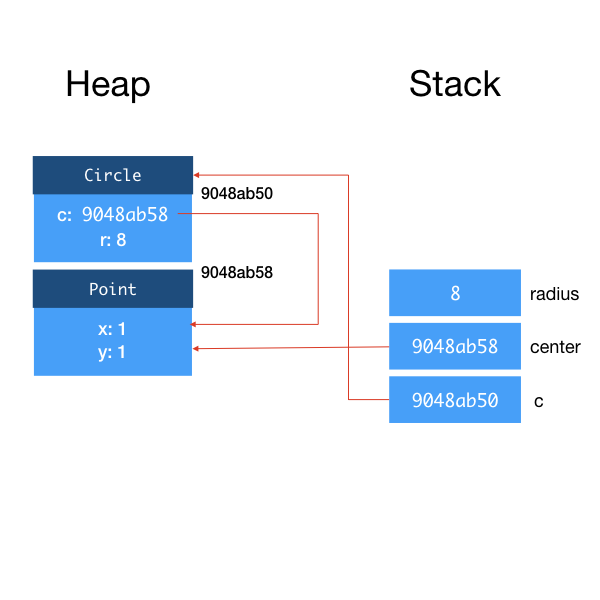 Heap
Stack
Circle
9048ab50
c: 9048ab58
r: 8
9048ab58
Point
x: 1
y: 1
8 radius
9048ab58 center
9048ab50 c